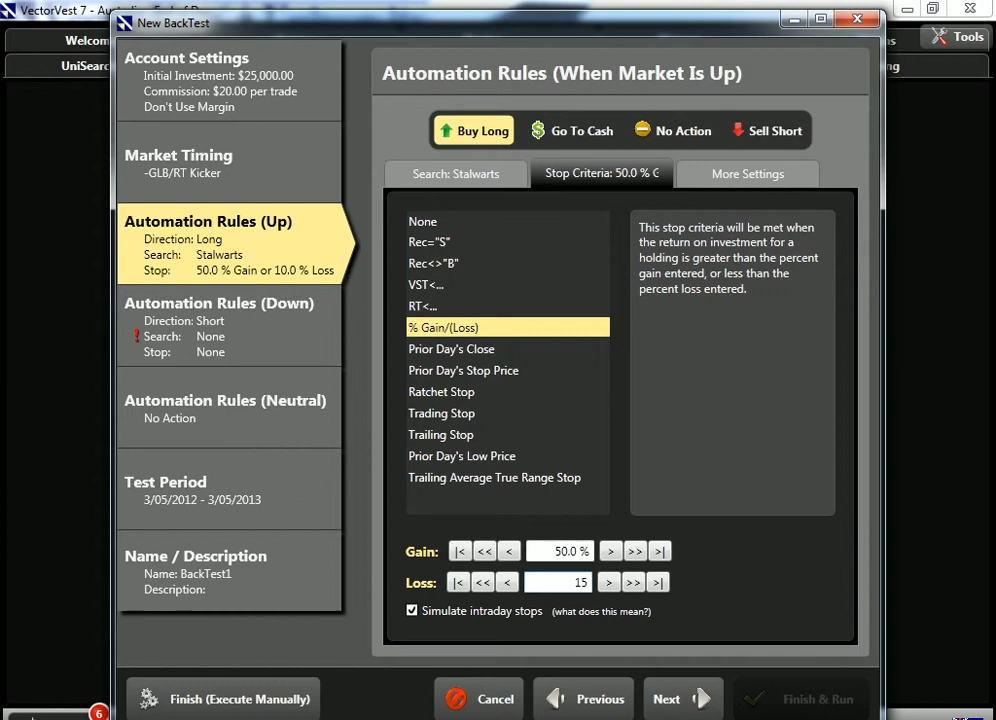 VectorVest 7 -
New BackTest
Welcom
Tools
UniSearc
ng
Account Settings
Initial Investment: $25,000.00
Commission: $20.00 per trade
Don't Use Margin
Market Timing
-GLB/RT Kicker
Automation Rules (Up)
Direction: Long
Search: Stalwarts
Stop: 50.0 % Gain or 10.0 % Loss
Automation Rules (Down)
Direction: Short
! Search: None
Stop: None
Automation Rules (Neutral)
No Action
Test Period
3/05/2012 - 3/05/2013
Name / Description
Name: BackTest1
Description:
Automation Rules (When Market Is Up)
Buy Long
Go To Cash
No Action
Sell Short
Search: Stalwarts
Stop Criteria: 50.0 % G
More Settings
None
Rec="S"
Rec<>"B"
VST<...
RT<...
% Gain/(Loss)
Prior Day's Close
Prior Day's Stop Price
Ratchet Stop
Trading Stop
Trailing Stop
Prior Day's Low Price
Trailing Average True Range Stop
This stop criteria will be met when
the return on investment for a
holding is greater than the percent
gain entered, or less than the
percent loss entered.
Gain: |< << < 50.0 % > >> >|
Loss: |< << < 15 > >> >|
Simulate intraday stops (what does this mean?)
Finish (Execute Manually)
Cancel
Previous
Next
Finish & Run
6